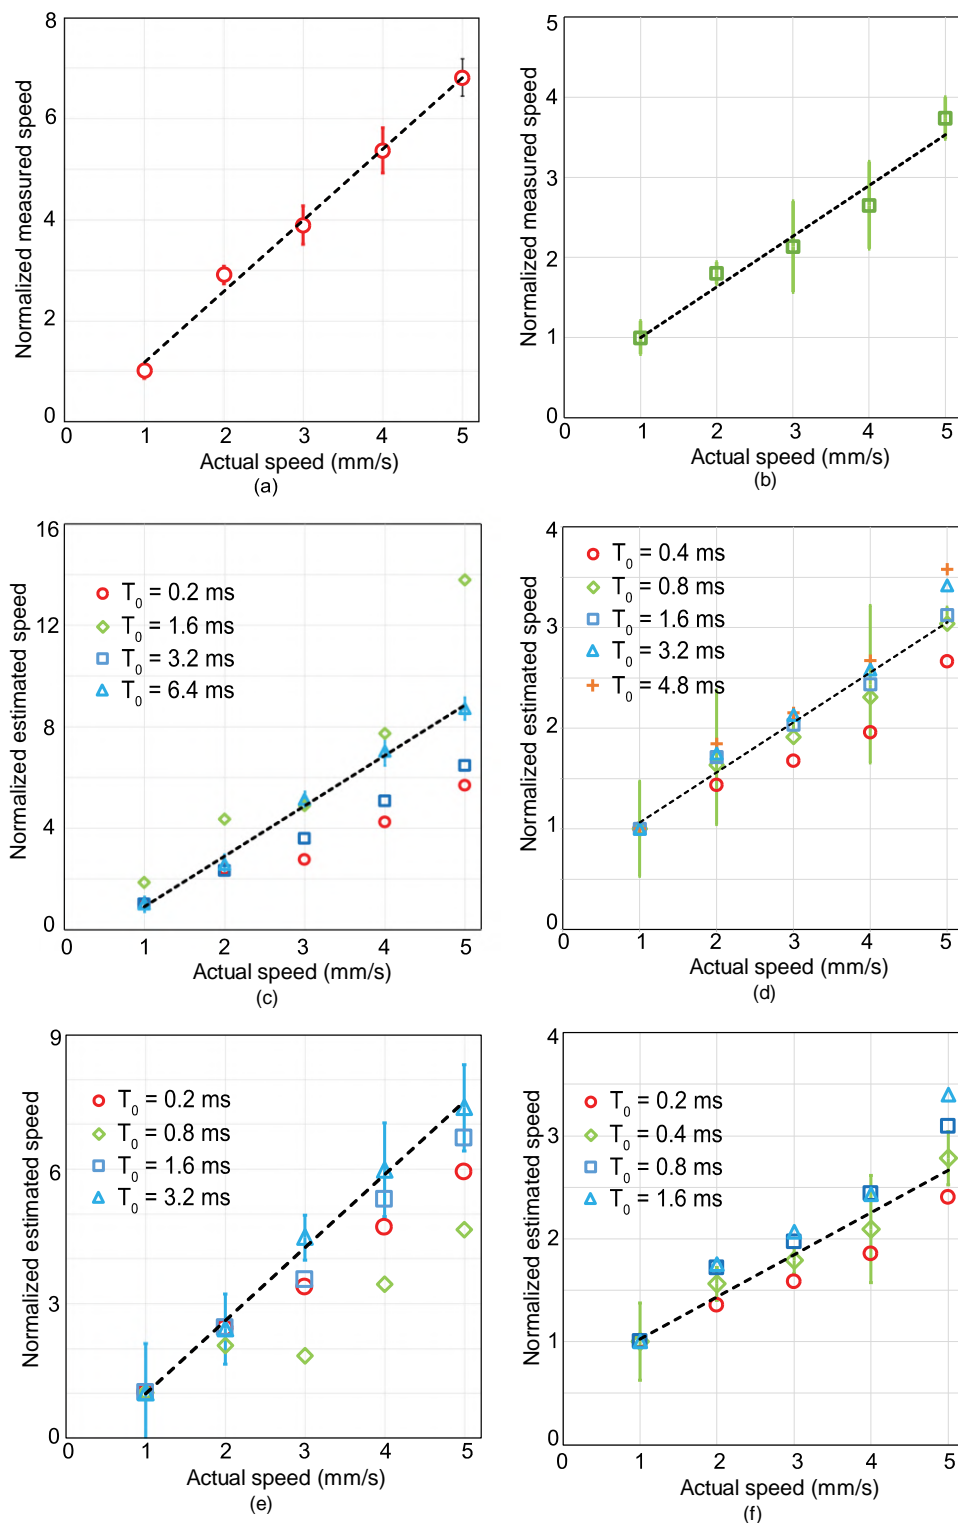 8
6
4
2
0
0 1 2 3 4 5
Normalized measured speed
Actual speed (mm/s)
(a)
5
4
3
2
1
0
0 1 2 3 4 5
Normalized measured speed
Actual speed (mm/s)
(b)
16
12
8
4
0
0 1 2 3 4 5
Normalized estimated speed
T0 = 0.2 ms
T0 = 1.6 ms
T0 = 3.2 ms
T0 = 6.4 ms
Actual speed (mm/s)
(c)
4
3
2
1
0
0 1 2 3 4 5
Normalized estimated speed
T0 = 0.4 ms
T0 = 0.8 ms
T0 = 1.6 ms
T0 = 3.2 ms
T0 = 4.8 ms
Actual speed (mm/s)
(d)
9
6
3
0
0 1 2 3 4 5
Normalized estimated speed
T0 = 0.2 ms
T0 = 0.8 ms
T0 = 1.6 ms
T0 = 3.2 ms
Actual speed (mm/s)
(e)
4
3
2
1
0
0 1 2 3 4 5
Normalized estimated speed
T0 = 0.2 ms
T0 = 0.4 ms
T0 = 0.8 ms
T0 = 1.6 ms
Actual speed (mm/s)
(f)